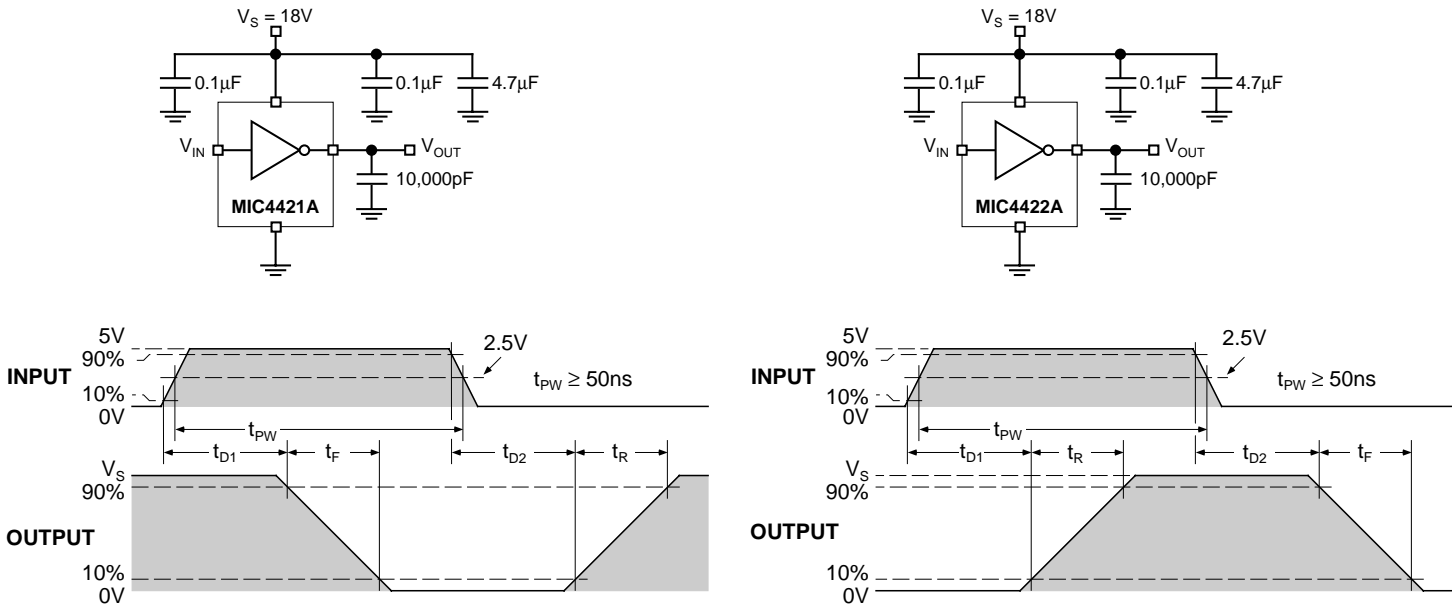 V_S = 18V
0.1µF
0.1µF
4.7µF
V_IN
V_OUT
10,000pF
MIC4421A
5V
90%
2.5V
INPUT
t_PW ≥ 50ns
10%
0V
t_PW
t_D1
t_F
t_D2
t_R
V_S
90%
OUTPUT
10%
0V
V_S = 18V
0.1µF
0.1µF
4.7µF
V_IN
V_OUT
10,000pF
MIC4422A
5V
90%
2.5V
INPUT
t_PW ≥ 50ns
10%
0V
t_PW
t_D1
t_R
t_D2
t_F
V_S
90%
OUTPUT
10%
0V